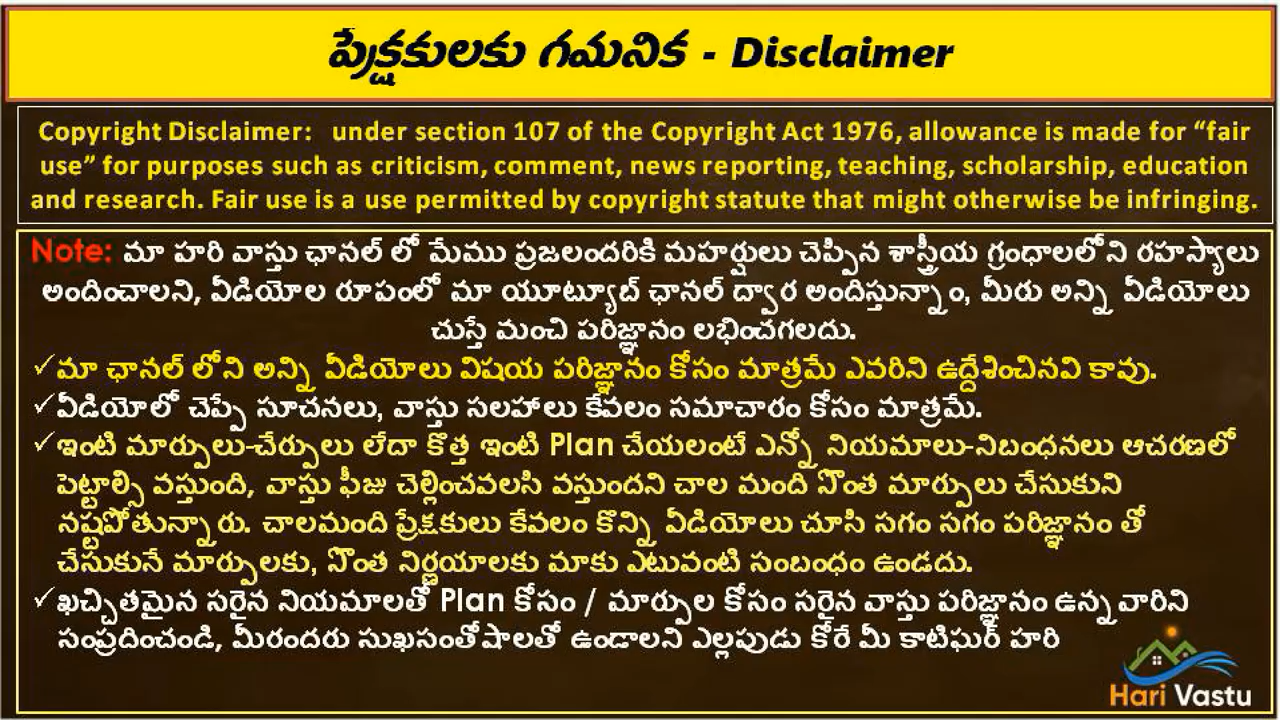 ప్రేక్షకులకు గమనిక - Disclaimer
Copyright Disclaimer: under section 107 of the Copyright Act 1976, allowance is made for “fair
use” for purposes such as criticism, comment, news reporting, teaching, scholarship, education
and research. Fair use is a use permitted by copyright statute that might otherwise be infringing.
Note: మా హరి వాస్తు ఛానల్ లో మేము ప్రజలందరికి మహర్షులు చెప్పిన శాస్త్రీయ గ్రంధాలలోని రహస్యాలు
అందించాలని, వీడియోల రూపంలో మా యూట్యూబ్ ఛానల్ ద్వార అందిస్తున్నాం, మీరు అన్ని వీడియోలు
చుస్తే మంచి పరిజ్ఞానం లభించగలదు.
✓మా ఛానల్ లోని అన్ని వీడియోలు విషయ పరిజ్ఞానం కోసం మాత్రమే ఎవరిని ఉద్దేశించినవి కావు.
✓వీడియోలో చెప్పే సూచనలు, వాస్తు సలహాలు కేవలం సమాచారం కోసం మాత్రమే.
✓ఇంటి మార్పులు-చేర్పులు లేదా కొత్త ఇంటి Plan చేయలంటే ఎన్నో నియమాలు-నిబంధనలు ఆచరణలో
పెట్టాల్సి వస్తుంది, వాస్తు ఫీజు చెల్లించవలసి వస్తుందని చాల మంది సొంత మార్పులు చేసుకుని
నష్టపోతున్నారు. చాలమంది ప్రేక్షకులు కేవలం కొన్ని వీడియోలు చూసి సగం సగం పరిజ్ఞానం తో
చేసుకునే మార్పులకు, సొంత నిర్ణయాలకు మాకు ఎటువంటి సంబంధం ఉండదు.
✓ఖచ్చితమైన సరైన నియమాలతో Plan కోసం / మార్పుల కోసం సరైన వాస్తు పరిజ్ఞానం ఉన్నవారిని
సంప్రదించండి, మీరందరు సుఖసంతోషాలతో ఉండాలని ఎల్లపుడు కోరే మీ కాటిఘర్ హరి
Hari Vastu